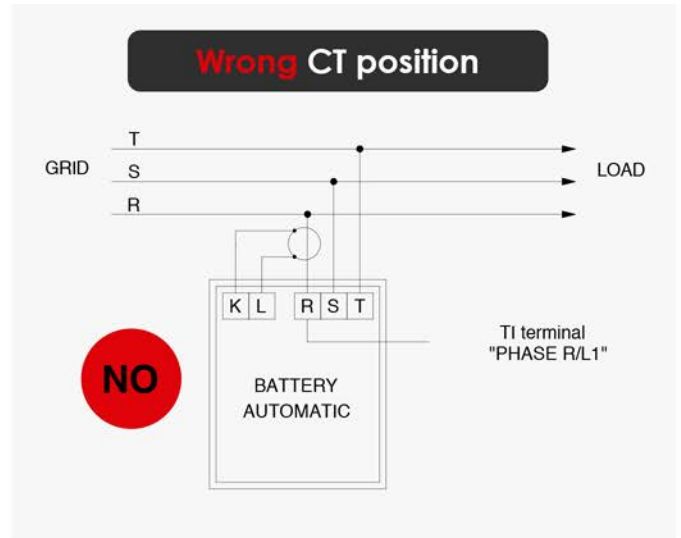 Wrong CT position
T
GRID
S
LOAD
R
K L R S T
TI terminal
"PHASE R/L1"
NO
BATTERY
AUTOMATIC